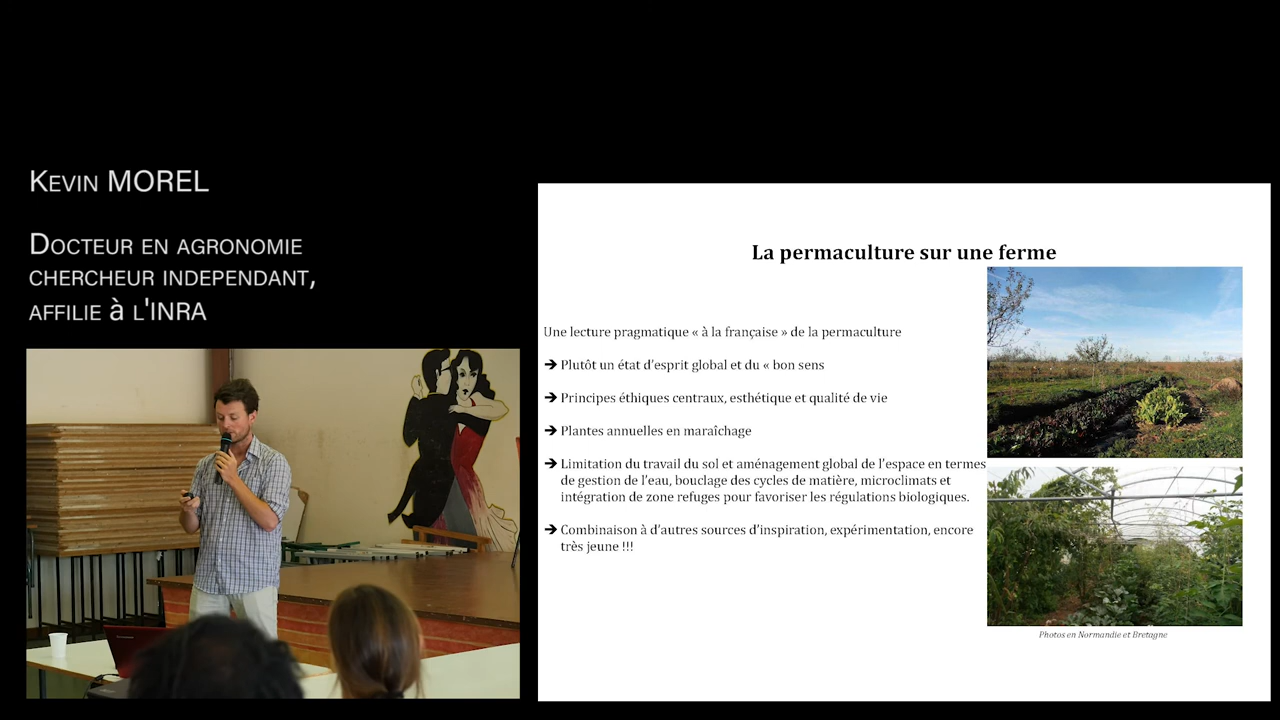 Kevin MOREL
Docteur en agronomie
chercheur independant,
affilie à l'INRA
La permaculture sur une ferme
Une lecture pragmatique « à la française » de la permaculture
➔ Plutôt un état d'esprit global et du « bon sens
➔ Principes éthiques centraux, esthétique et qualité de vie
➔ Plantes annuelles en maraîchage
➔ Limitation du travail du sol et aménagement global de l'espace en termes
de gestion de l'eau, bouclage des cycles de matière, microclimats et
intégration de zone refuges pour favoriser les régulations biologiques.
➔ Combinaison à d'autres sources d'inspiration, expérimentation, encore
très jeune !!!
Photos en Normandie et Bretagne